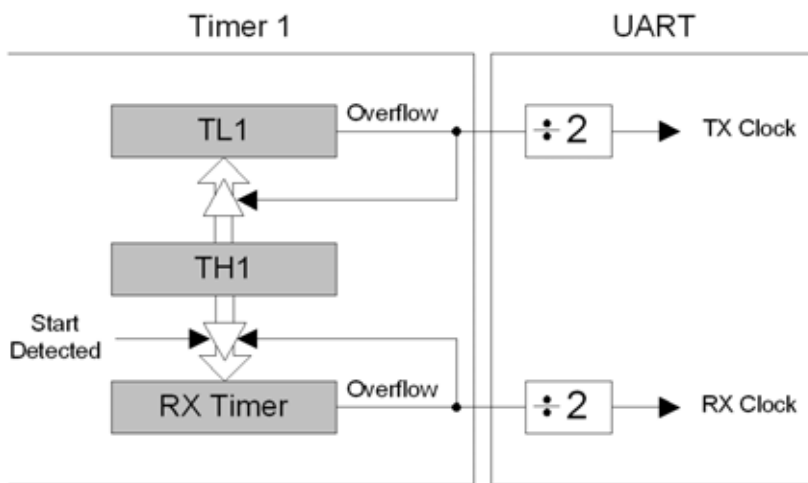 Timer 1
UART
TL1
Overflow
÷2
TX Clock
TH1
Start
Detected
RX Timer
Overflow
÷2
RX Clock